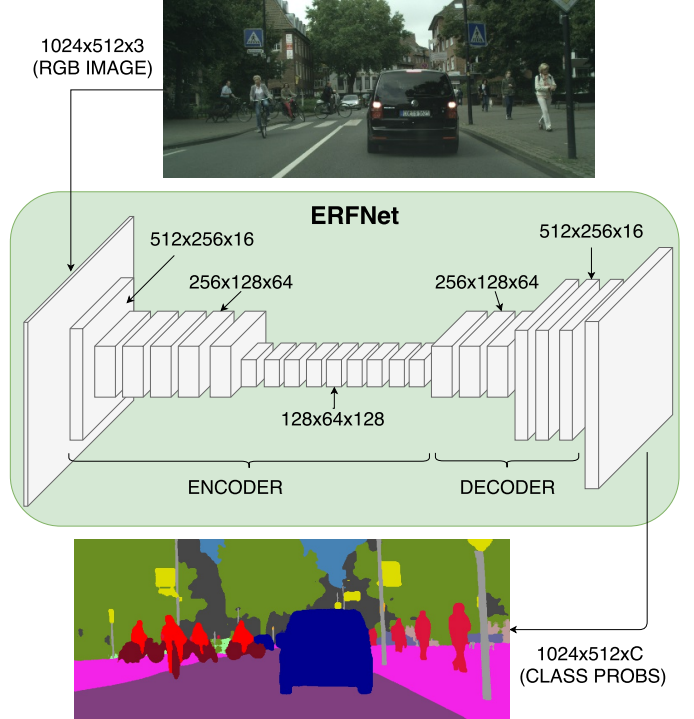 1024x512x3
(RGB IMAGE)
ERFNet
512x256x16
512x256x16
256x128x64
256x128x64
128x64x128
ENCODER
DECODER
1024x512xC
(CLASS PROBS)